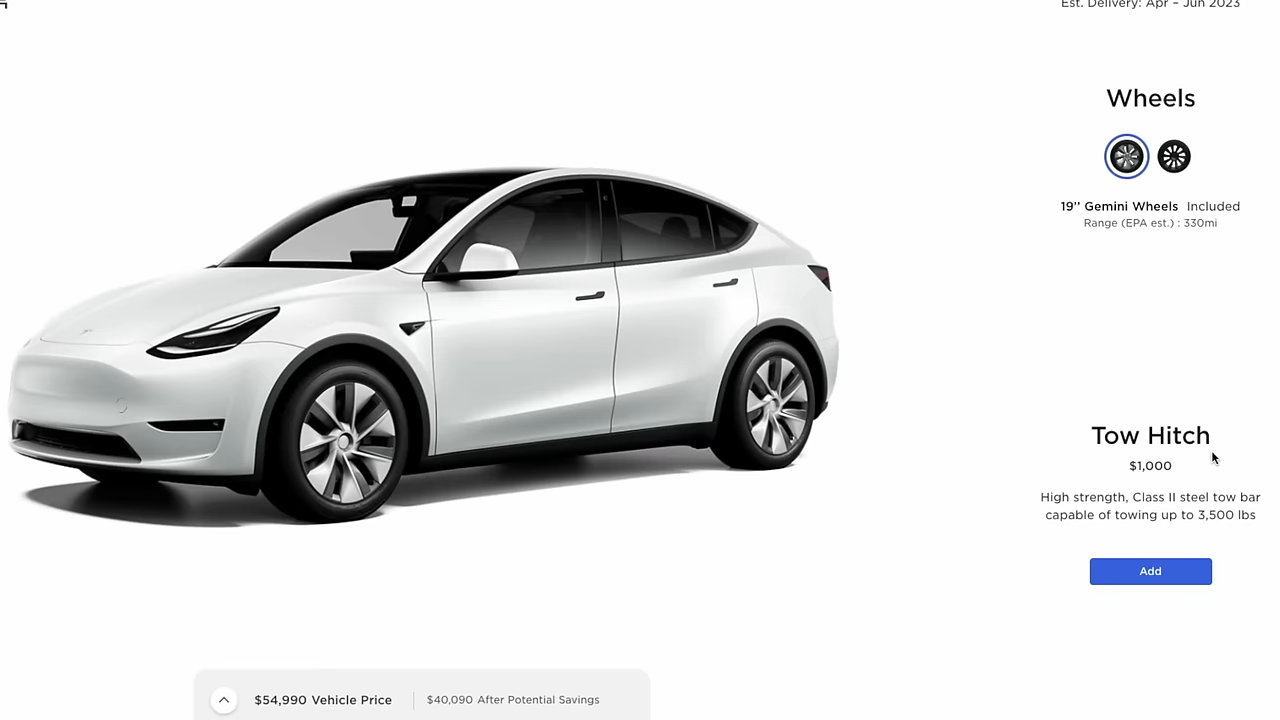 Est. Delivery: Apr – Jun 2023
Wheels
19’’ Gemini Wheels Included
Range (EPA est.) : 330mi
Tow Hitch
$1,000
High strength, Class II steel tow bar
capable of towing up to 3,500 lbs
Add
$54,990 Vehicle Price
$40,090 After Potential Savings